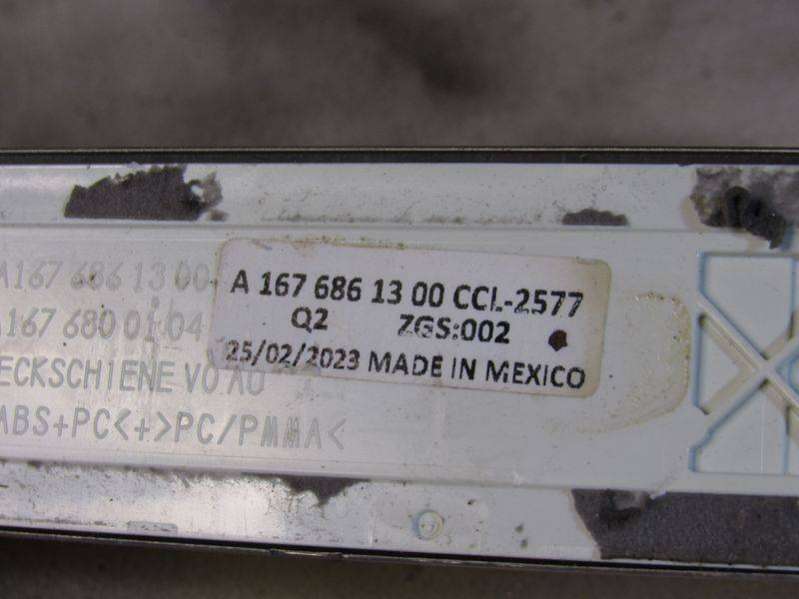 A167 686 13 00
A 167 686 13 00 CCL-2577
A167 680 01 04
Q2 ZGS:002
25/02/2023 MADE IN MEXICO
ECKSCHIENE VO AU
ABS+PC<+>PC/PMMA<